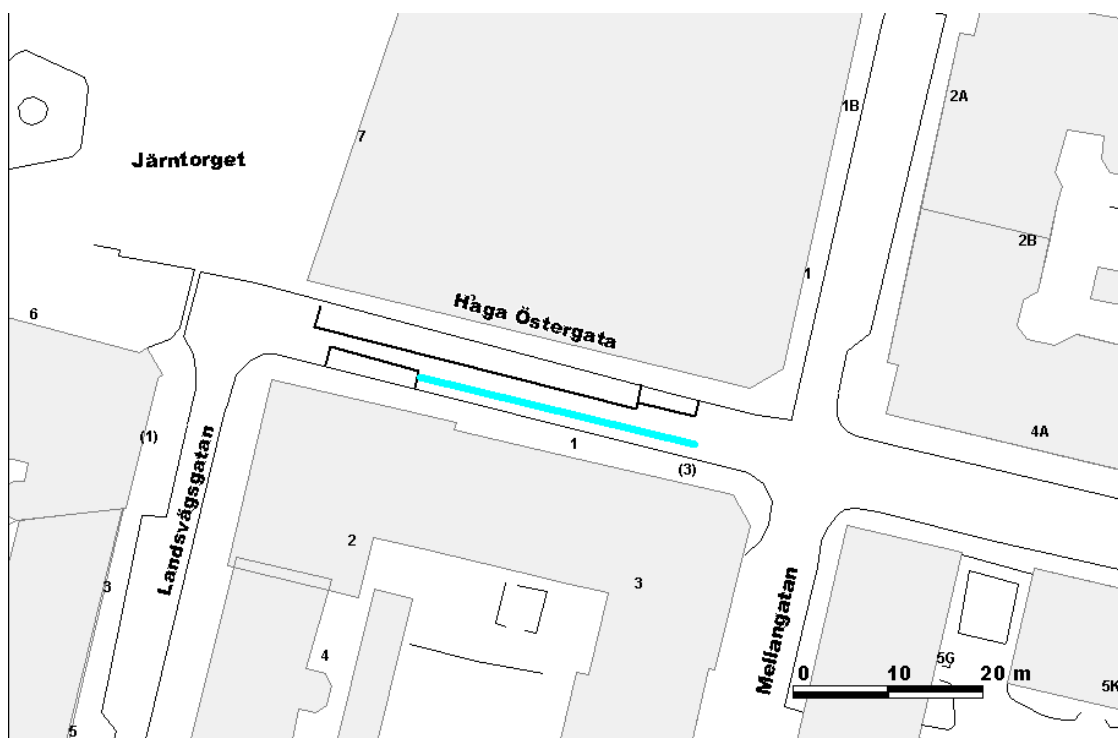 1B
2A
7
Järntorget
2B
1
6
Haga Östergata
(1)
1
4A
(3)
Landsvägsgatan
2
3
3
Mellangatan
4
5G
0 10 20 m
5K
5